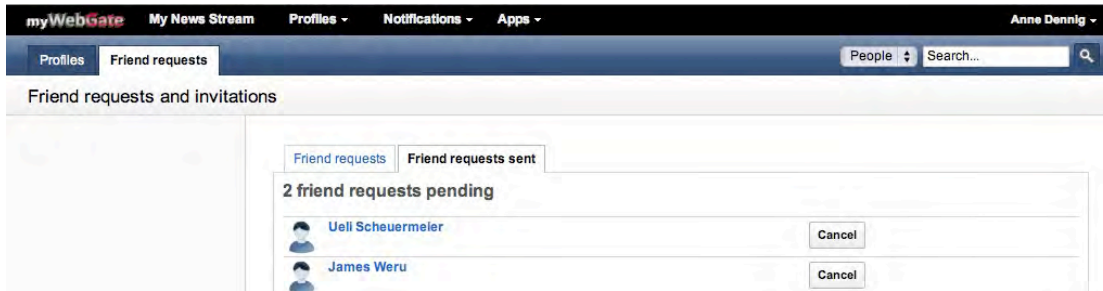 myWebGate My News Stream Profiles Notifications Apps Anne Dennig
Profiles Friend requests People Search...
Friend requests and invitations
Friend requests Friend requests sent
2 friend requests pending
Ueli Scheuermeier Cancel
James Weru Cancel